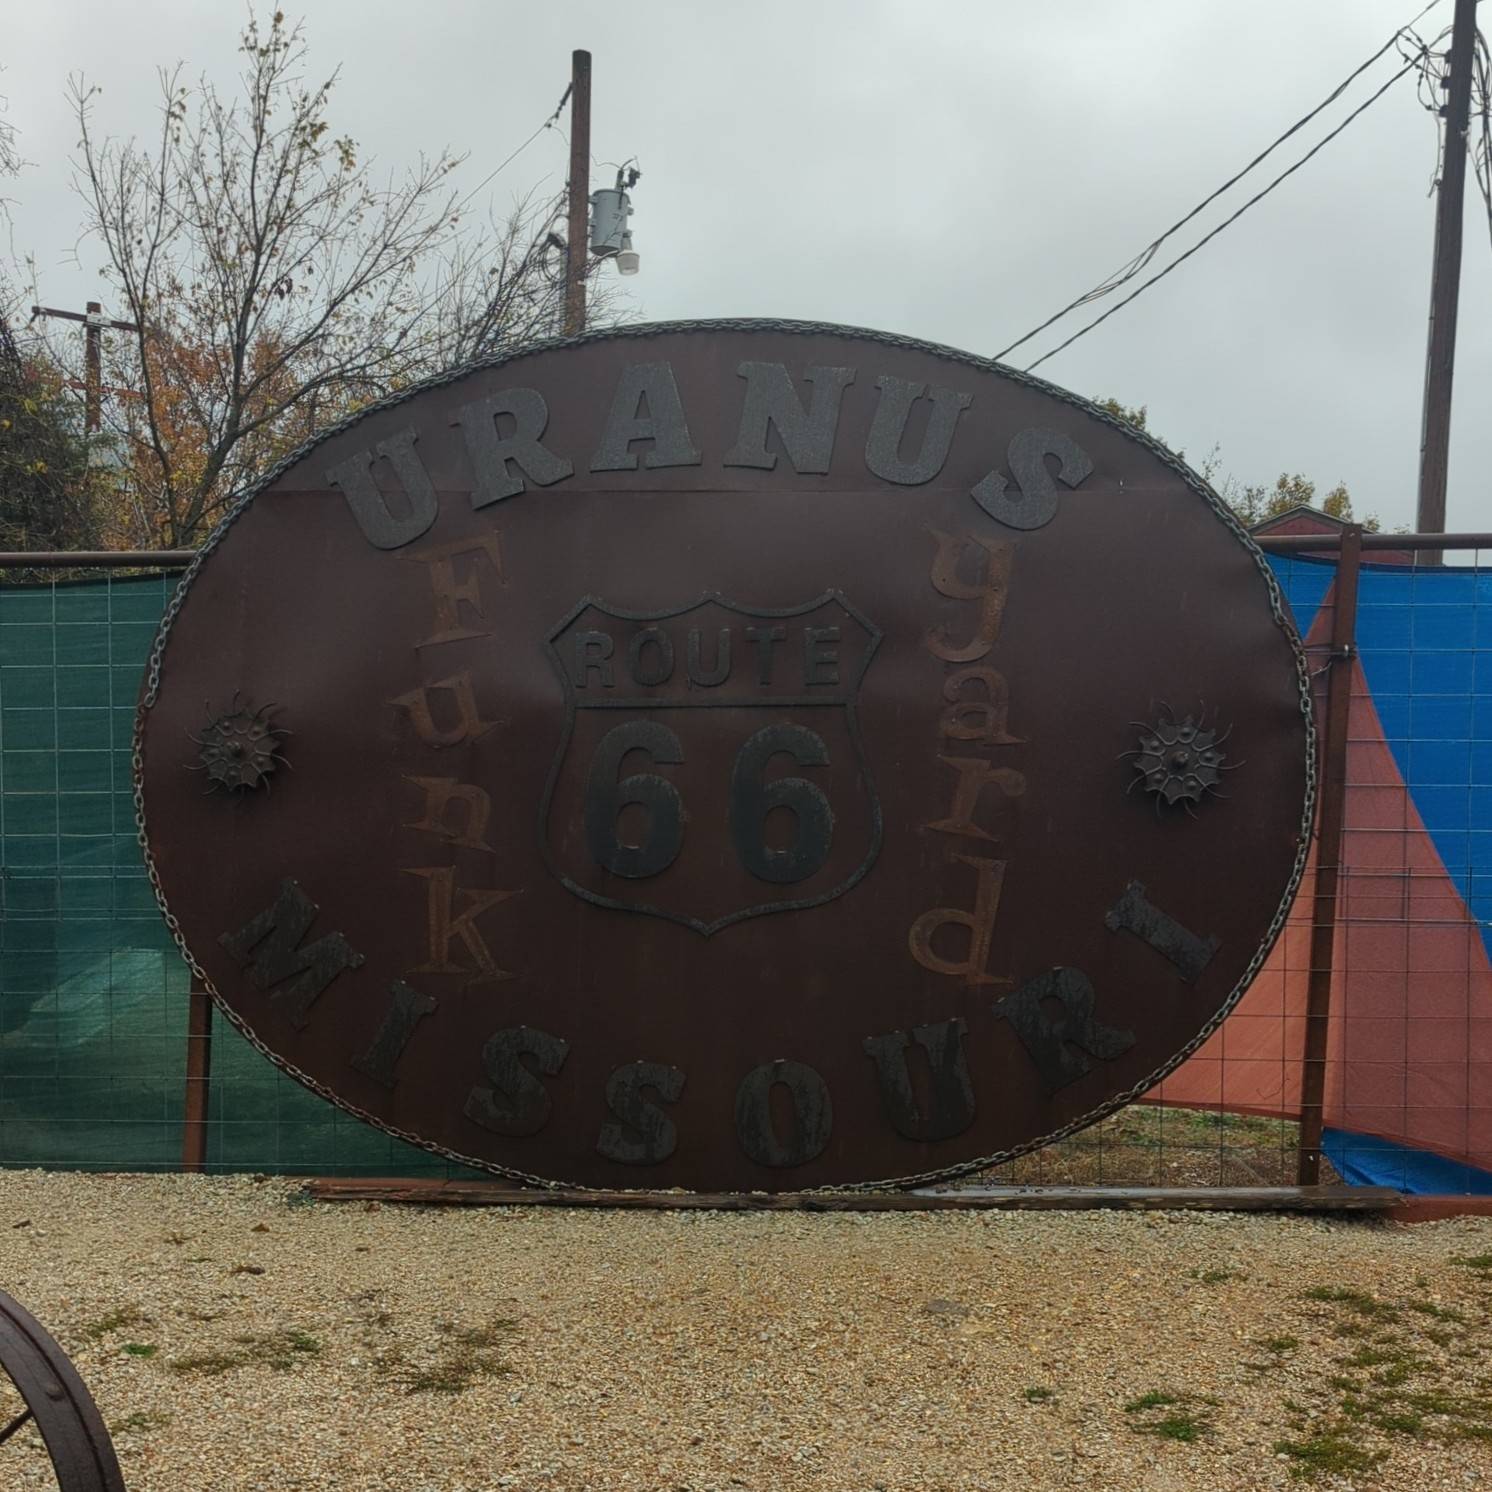 URANUS
Funk
yard
ROUTE
66
MISSOURI